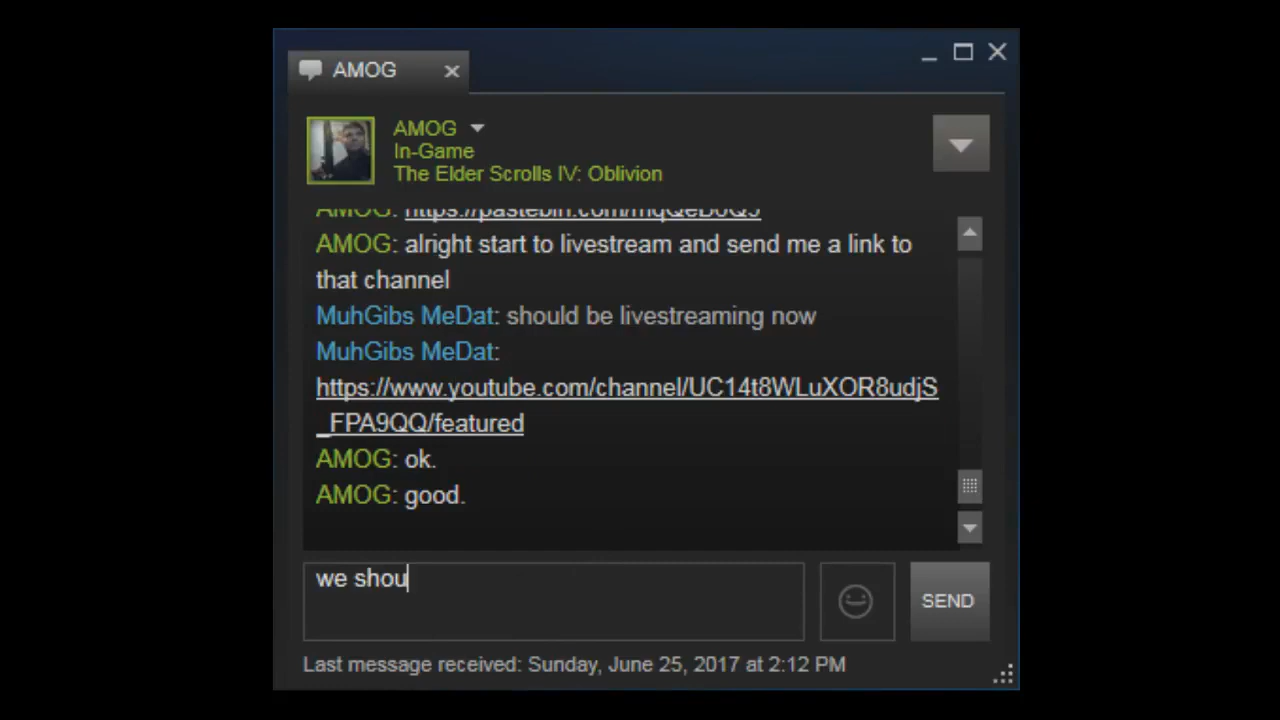 AMOG
AMOG
In-Game
The Elder Scrolls IV: Oblivion
AMOG:
AMOG: alright start to livestream and send me a link to
that channel
MuhGibs MeDat: should be livestreaming now
MuhGibs MeDat:
https://www.youtube.com/channel/UC14t8WLuXOR8udjS
_FPA9QQ/featured
AMOG: ok.
AMOG: good.
we shou
SEND
Last message received: Sunday, June 25, 2017 at 2:12 PM